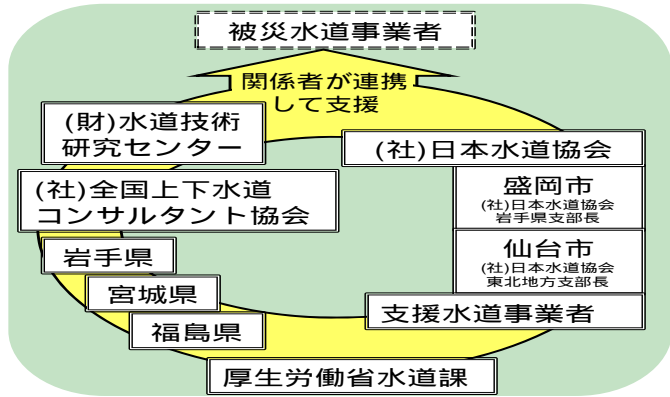 被災水道事業者
関係者が連携
して支援
(財)水道技術
研究センター
(社)日本水道協会
(社)全国上下水道
コンサルタント協会
盛岡市
(社)日本水道協会
岩手県支部長
仙台市
(社)日本水道協会
東北地方支部長
岩手県
宮城県
福島県
支援水道事業者
厚生労働省水道課